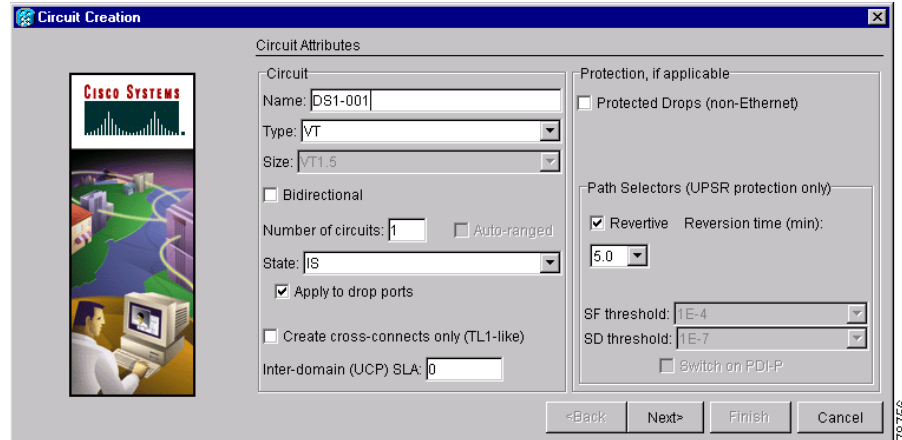 Circuit Creation
Circuit Attributes
CISCO SYSTEMS
Circuit
Name: DS1-001
Type: VT
Size: VT1.5
Bidirectional
Number of circuits: 1 Auto-ranged
State: IS
Apply to drop ports
Create cross-connects only (TL1-like)
Inter-domain (UCP) SLA: 0
Protection, if applicable
Protected Drops (non-Ethernet)
Path Selectors (UPSR protection only)
Revertive Reversion time (min):
5.0
SF threshold: 1E-4
SD threshold: 1E-7
Switch on PDI-P
<Back Next> Finish Cancel
78756